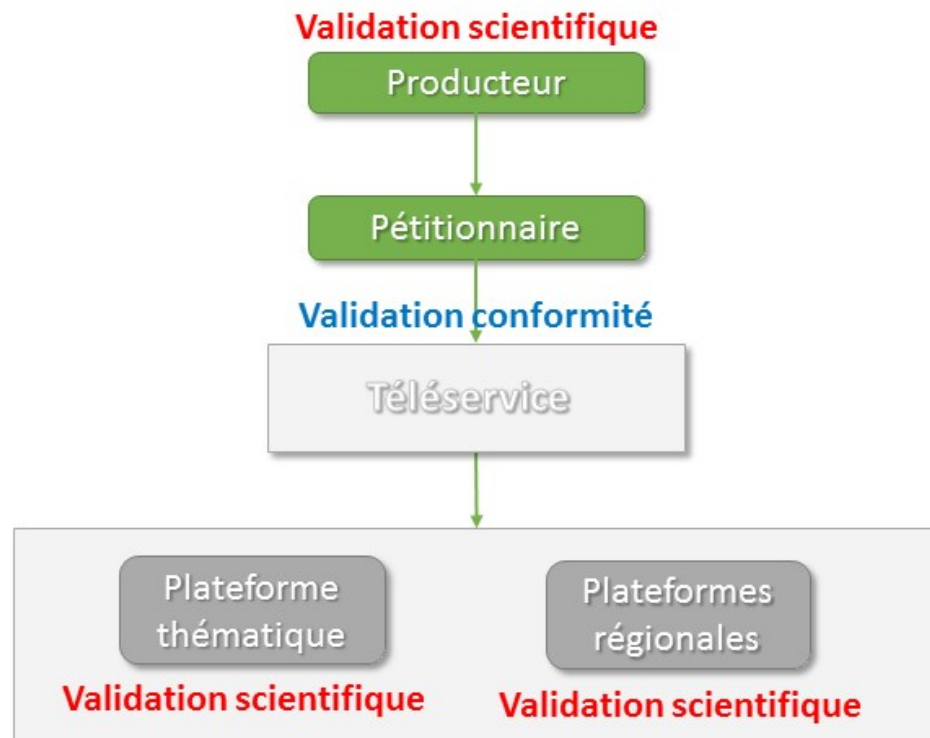 Validation scientifique
Producteur
Pétitionnaire
Validation conformité
Téléservice
Plateforme
thématique
Validation scientifique
Plateformes
régionales
Validation scientifique